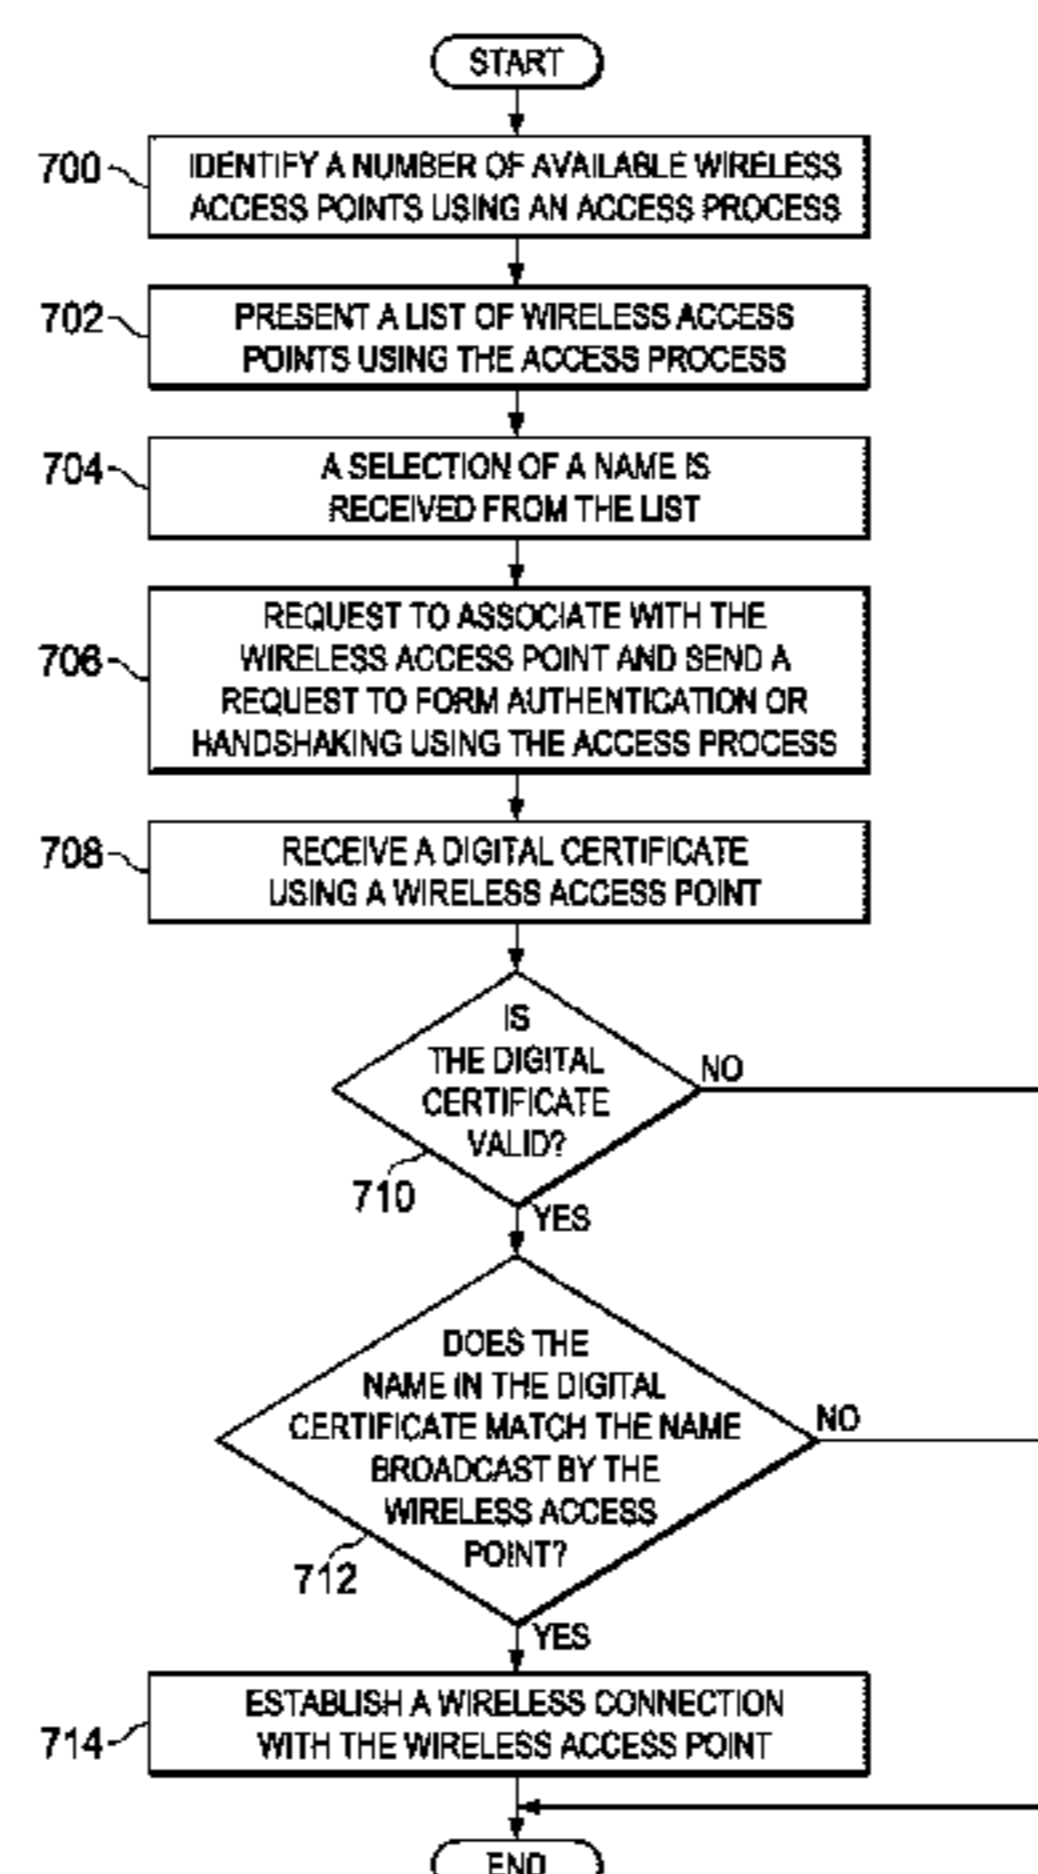 START
700
IDENTIFY A NUMBER OF AVAILABLE WIRELESS
ACCESS POINTS USING AN ACCESS PROCESS
702
PRESENT A LIST OF WIRELESS ACCESS
POINTS USING THE ACCESS PROCESS
704
A SELECTION OF A NAME IS
RECEIVED FROM THE LIST
706
REQUEST TO ASSOCIATE WITH THE
WIRELESS ACCESS POINT AND SEND A
REQUEST TO FORM AUTHENTICATION OR
HANDSHAKING USING THE ACCESS PROCESS
708
RECEIVE A DIGITAL CERTIFICATE
USING A WIRELESS ACCESS POINT
IS
THE DIGITAL
CERTIFICATE
VALID?
NO
710
YES
DOES THE
NAME IN THE DIGITAL
CERTIFICATE MATCH THE NAME
BROADCAST BY THE
WIRELESS ACCESS
POINT?
NO
712
YES
714
ESTABLISH A WIRELESS CONNECTION
WITH THE WIRELESS ACCESS POINT
END